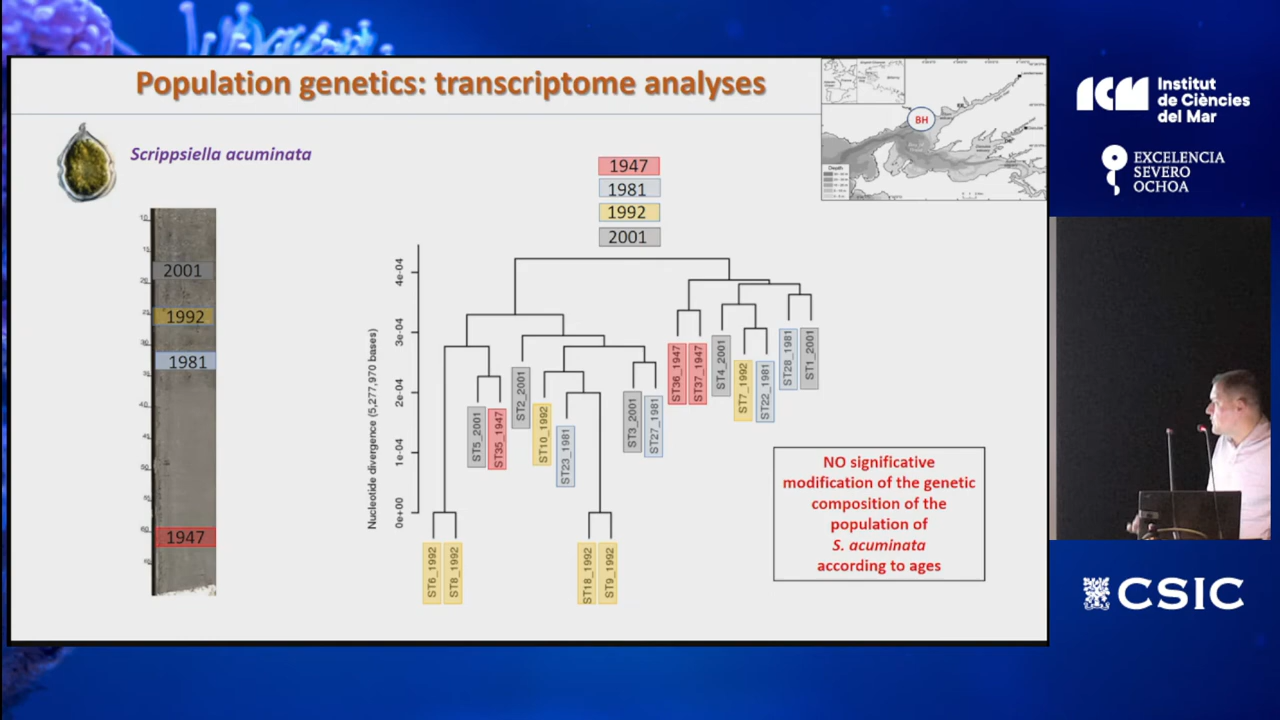 Population genetics: transcriptome analyses
Scrippsiella acuminata
BH
Depth
1947
1981
1992
2001
2001
1992
1981
1947
Nucleotide divergence (5,277,970 bases)
4e-04
3e-04
2e-04
1e-04
0e+00
ST6_1992
ST8_1992
ST5_2001
ST35_1947
ST2_2001
ST10_1992
ST23_1981
ST18_1992
ST9_1992
ST3_2001
ST27_1981
ST36_1947
ST37_1947
ST4_2001
ST7_1992
ST22_1981
ST28_1981
ST1_2001
NO significative
modification of the genetic
composition of the
population of
S. acuminata
according to ages
ICM
Institut
de Ciències
del Mar
EXCELENCIA
SEVERO
OCHOA
CSIC